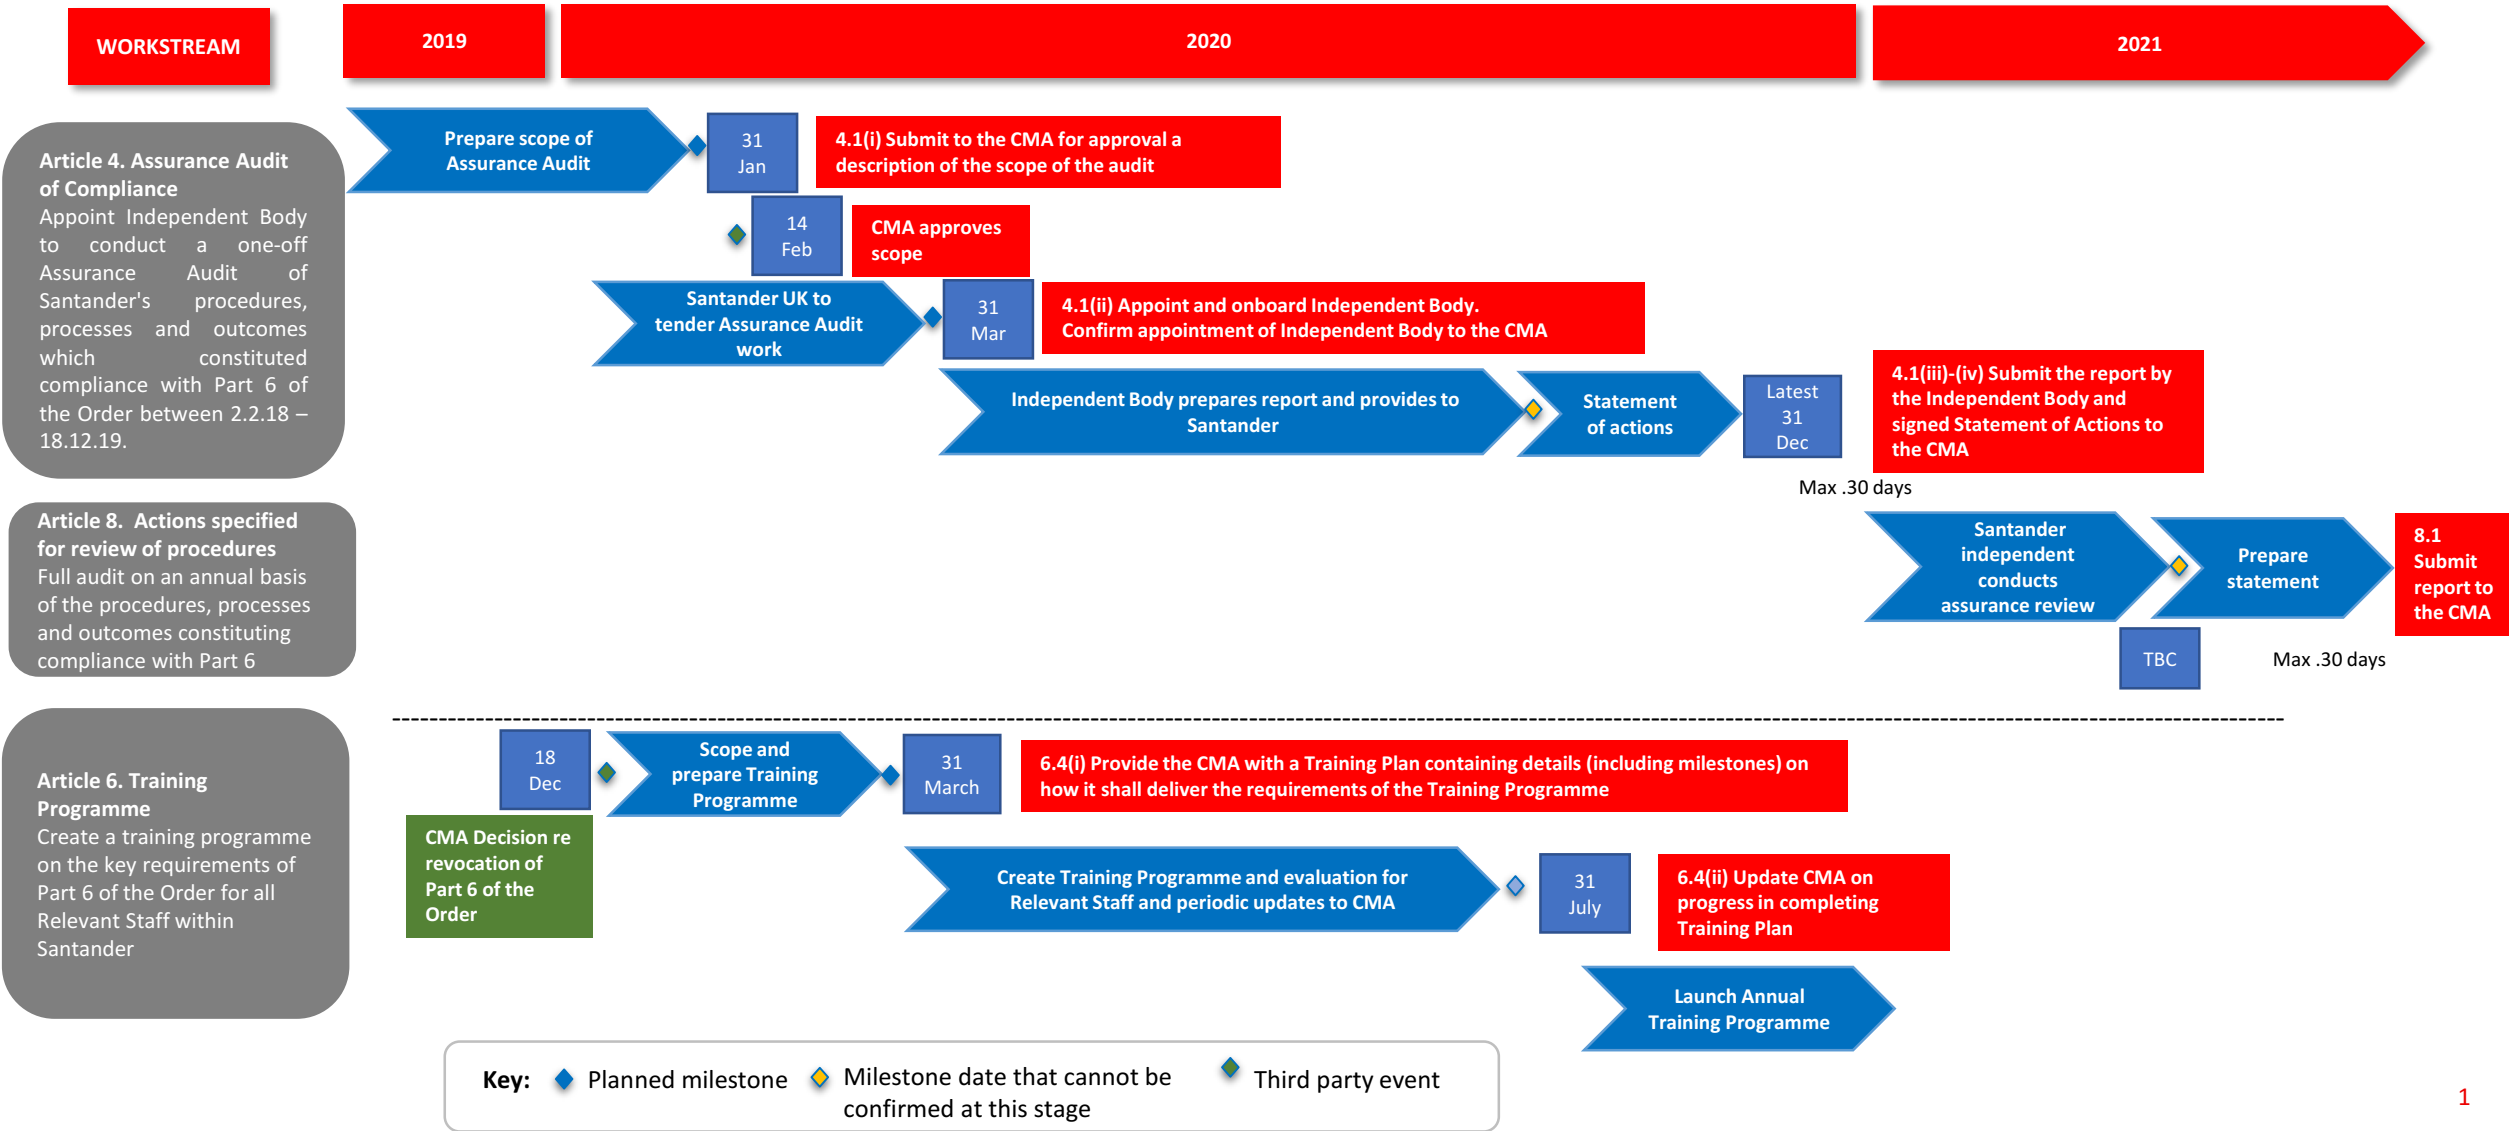 WORKSTREAM
2019
2020
2021
Article 4. Assurance Audit
of Compliance
Appoint Independent Body
to conduct a one-off
Assurance Audit of
Santander's procedures,
processes and outcomes
which constituted
compliance with Part 6 of
the Order between 2.2.18 –
18.12.19.
Prepare scope of
Assurance Audit
31
Jan
4.1(i) Submit to the CMA for approval a
description of the scope of the audit
14
Feb
CMA approves
scope
Santander UK to
tender Assurance Audit
work
31
Mar
4.1(ii) Appoint and onboard Independent Body.
Confirm appointment of Independent Body to the CMA
Independent Body prepares report and provides to
Santander
Statement
of actions
Latest
31
Dec
4.1(iii)-(iv) Submit the report by
the Independent Body and
signed Statement of Actions to
the CMA
Max .30 days
Article 8. Actions specified
for review of procedures
Full audit on an annual basis
of the procedures, processes
and outcomes constituting
compliance with Part 6
Santander
independent
conducts
assurance review
Prepare
statement
8.1
Submit
report to
the CMA
TBC
Max .30 days
Article 6. Training
Programme
Create a training programme
on the key requirements of
Part 6 of the Order for all
Relevant Staff within
Santander
18
Dec
CMA Decision re
revocation of
Part 6 of the
Order
Scope and
prepare Training
Programme
31
March
6.4(i) Provide the CMA with a Training Plan containing details (including milestones) on
how it shall deliver the requirements of the Training Programme
Create Training Programme and evaluation for
Relevant Staff and periodic updates to CMA
31
July
6.4(ii) Update CMA on
progress in completing
Training Plan
Launch Annual
Training Programme
Key:
Planned milestone
Milestone date that cannot be
confirmed at this stage
Third party event
1